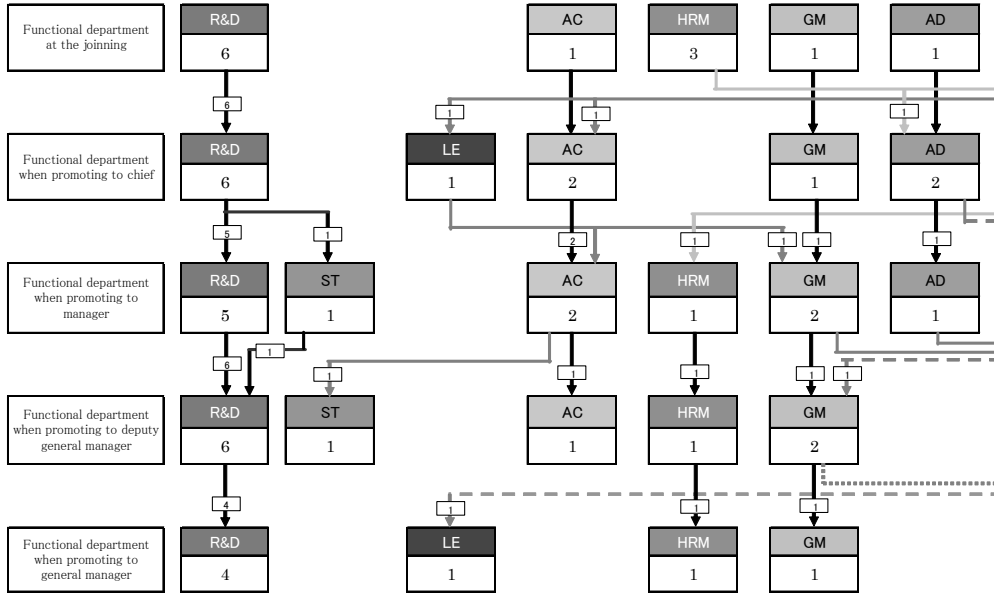 Functional department
at the joinning
R&D
AC
HRM
GM
AD
6
1
3
1
1
6
1
1
1
Functional department
when promoting to chief
R&D
LE
AC
GM
AD
6
1
2
1
2
5
1
2
1
1
1
1
Functional department
when promoting to
manager
R&D
ST
AC
HRM
GM
AD
5
1
2
1
2
1
1
6
1
1
1
1
1
Functional department
when promoting to deputy
general manager
R&D
ST
AC
HRM
GM
6
1
1
1
2
4
1
1
1
Functional department
when promoting to
general manager
R&D
LE
HRM
GM
4
1
1
1